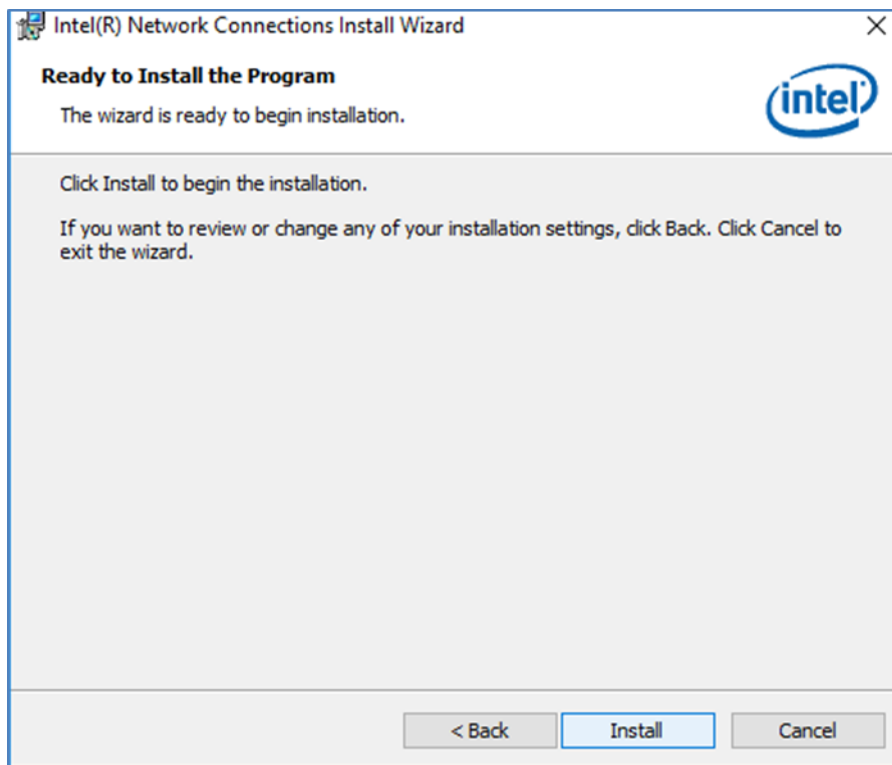 Intel(R) Network Connections Install Wizard
Ready to Install the Program
The wizard is ready to begin installation.
intel
Click Install to begin the installation.
If you want to review or change any of your installation settings, click Back. Click Cancel to
exit the wizard.
< Back Install Cancel